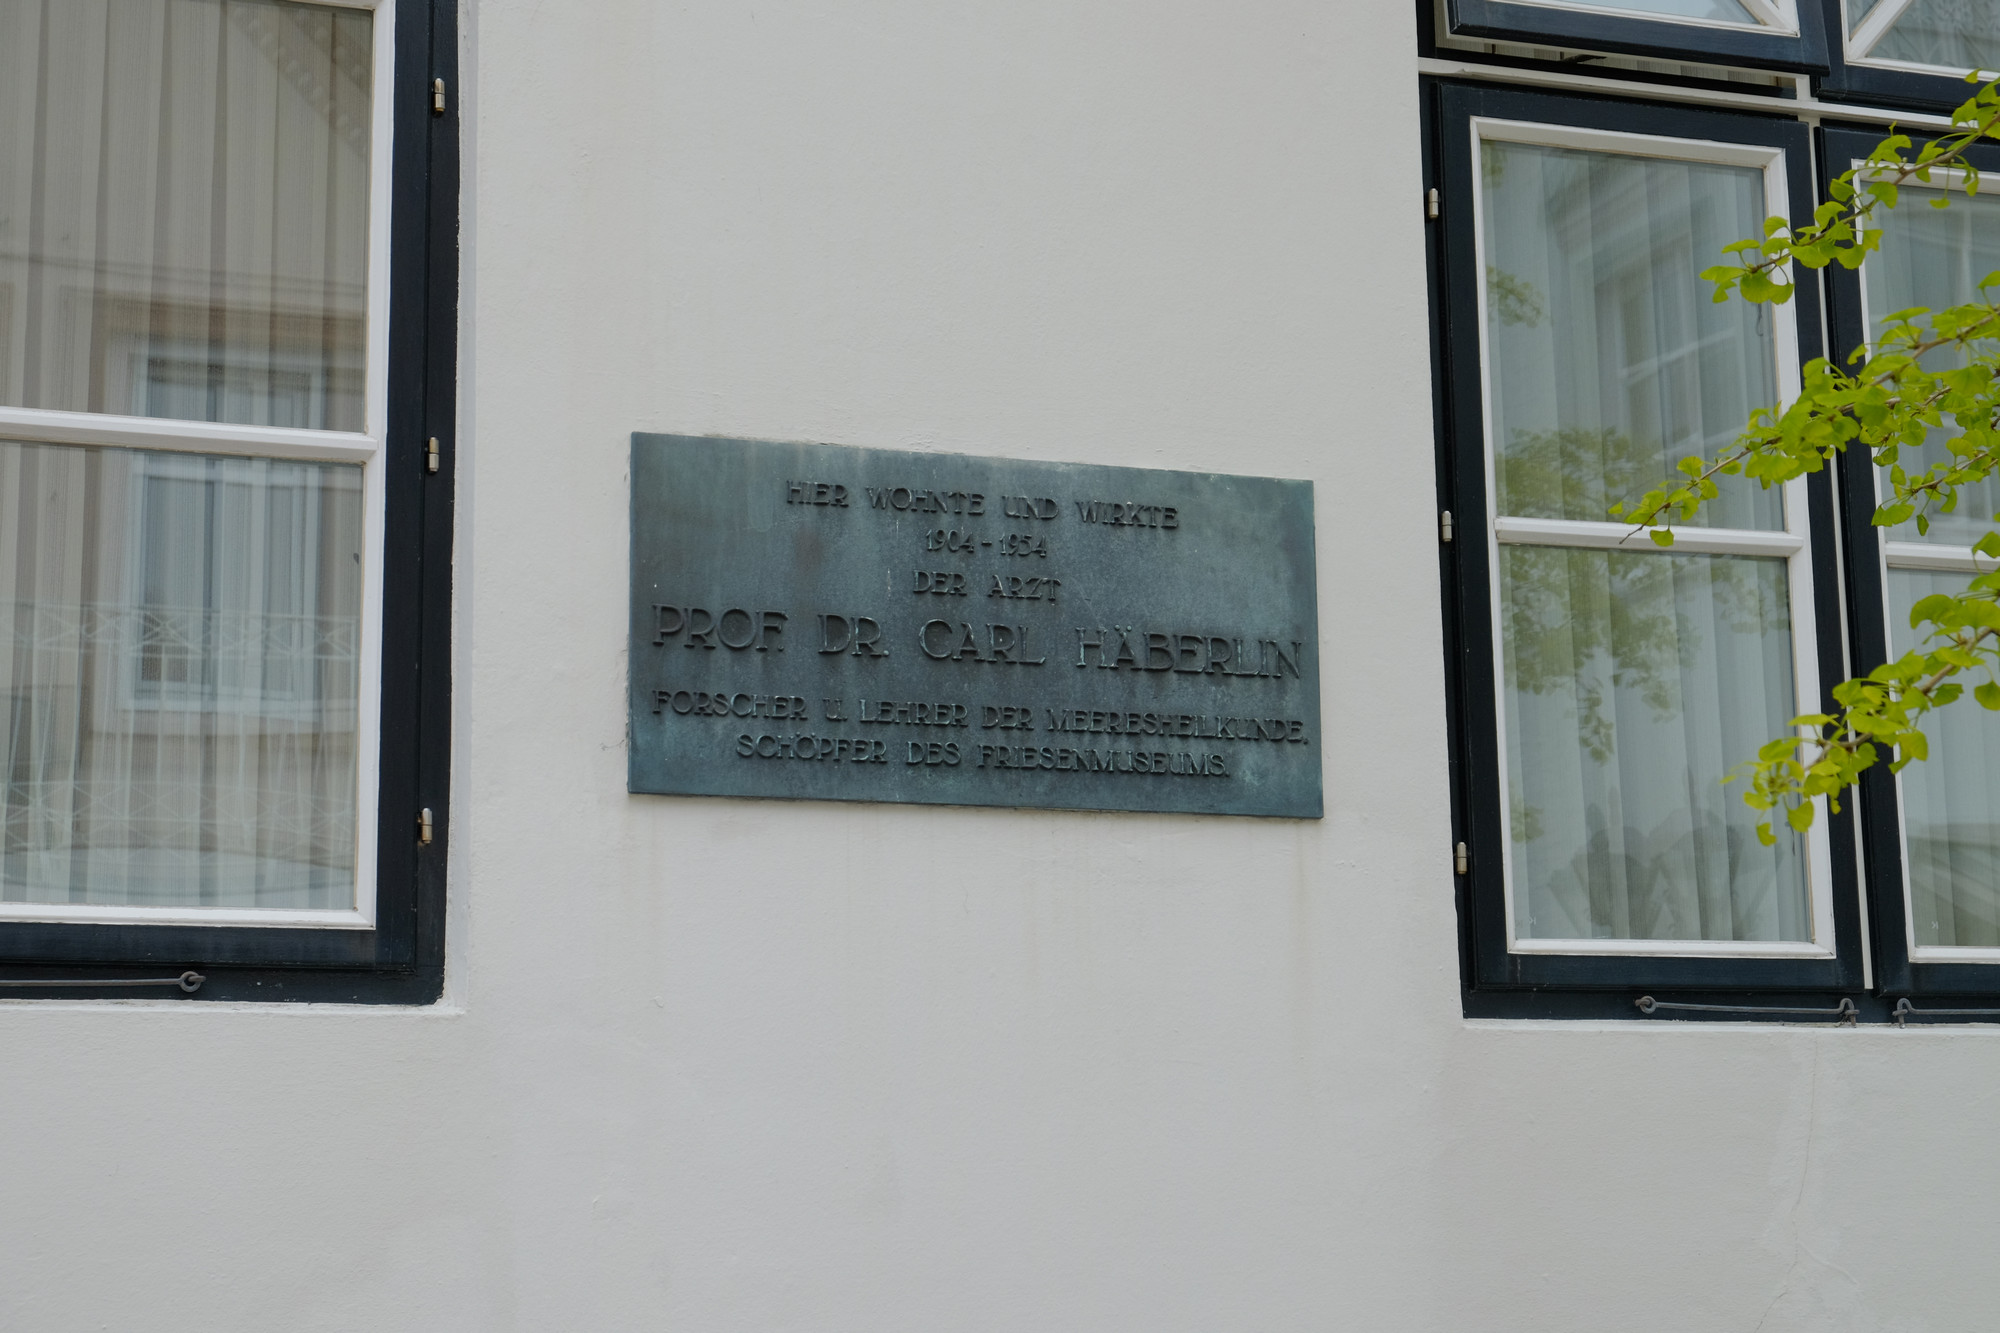 HIER WOHNTE UND WIRKTE
1904-1954
DER ARZT
PROF. DR. CARL HÄBERLIN
FORSCHER U. LEHRER DER MEERESHEILKUNDE,
SCHÖPFER DES FRIESENMUSEUMS.